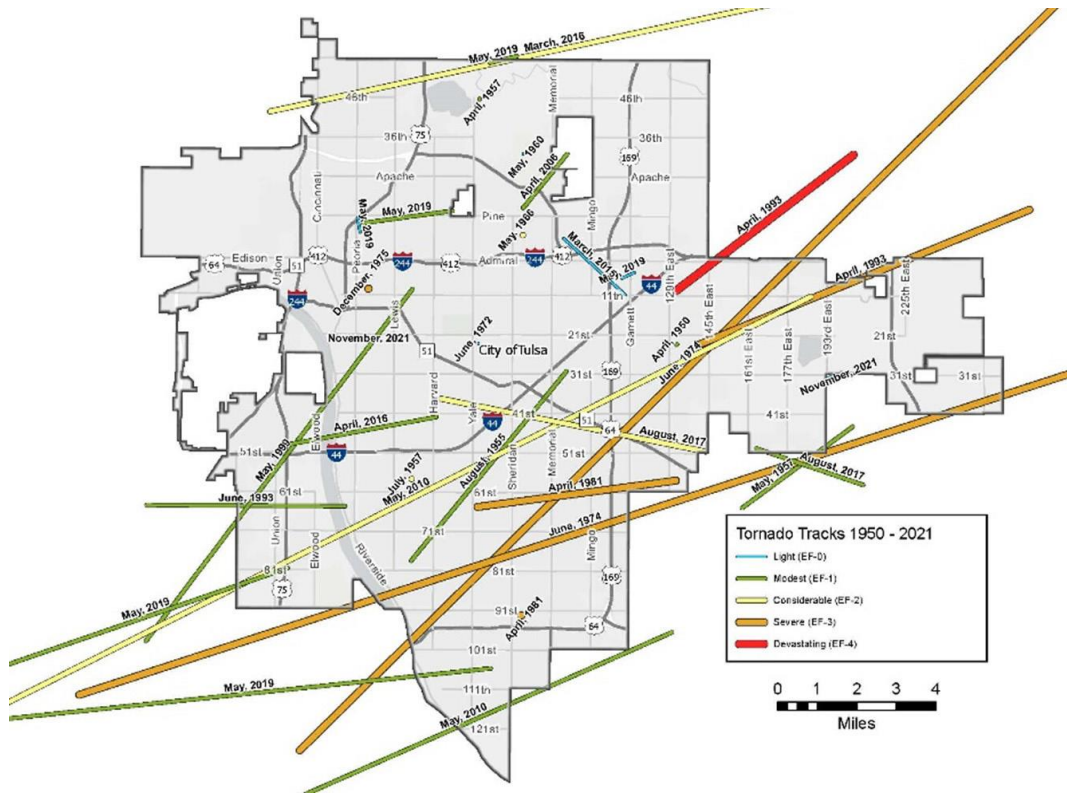 May, 2019
March, 2016
46th
April, 1957
Memorial
46th
75
36th
36th
May, 1960
169
April, 2006
Apache
Apache
Cincinnati
May, 2019
May, 2019
Pine
Mingo
April, 1993
May, 1966
March, 2015
Peoria
Edison
64
Union
51
412
244
412
Admiral
244
412
May, 2019
129th East
44
April, 1993
225th East
December, 1975
244
11th
145th East
Lewis
Garnett
193rd East
November, 2021
June, 1972
City of Tulsa
21st
April, 1950
21st
51
June, 1974
161st East
177th East
169
31st
November, 2021
31st
31st
31st
Harvard
Yale
44
41st
51
64
41st
April, 2016
Elwood
August, 2017
51st
44
May, 1999
August, 1955
Sheridan
Memorial
51st
August, 2017
May, 1957
July, 1957
May, 2010
61st
61st
April, 1981
June, 1993
Union
Elwood
71st
June, 1974
Mingo
Riverside
81st
81st
169
75
May, 2019
91st
April, 1981
64
101st
May, 2019
111th
May, 2010
121st
Tornado Tracks 1950 - 2021
Light (EF-0)
Modest (EF-1)
Considerable (EF-2)
Severe (EF-3)
Devastating (EF-4)
0 1 2 3 4
Miles